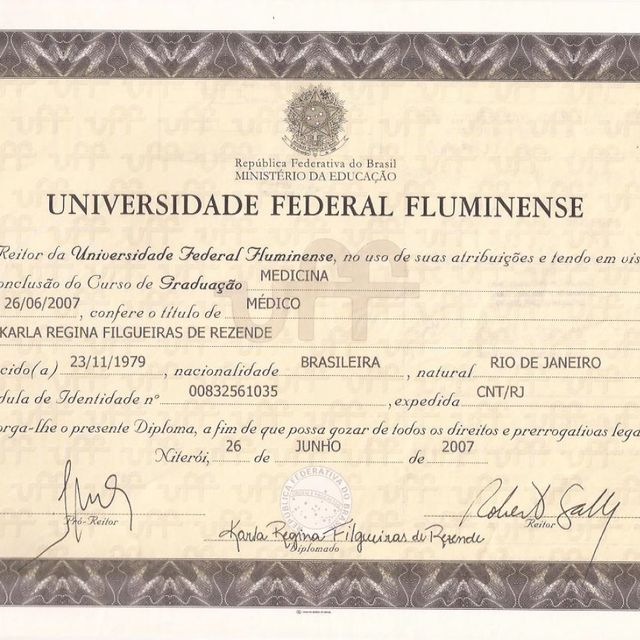 República Federativa do Brasil
MINISTÉRIO DA EDUCAÇÃO
UNIVERSIDADE FEDERAL FLUMINENSE
Reitor da Universidade Federal Fluminense, no uso de suas atribuições e tendo em vis
onclusão do Curso de Graduação MEDICINA
26/06/2007, confere o título de MÉDICO
KARLA REGINA FILGUEIRAS DE REZENDE
cido(a) 23/11/1979, nacionalidade BRASILEIRA, natural RIO DE JANEIRO
dula de Identidade nº 00832561035, expedida CNT/RJ
orga-lhe o presente Diploma, a fim de que possa gozar de todos os direitos e prerrogativas lega
Niterói, 26 de JUNHO de 2007
Pró-Reitor
Reitor
Karla Regina Filgueiras de Rezende
Diplomado
uff